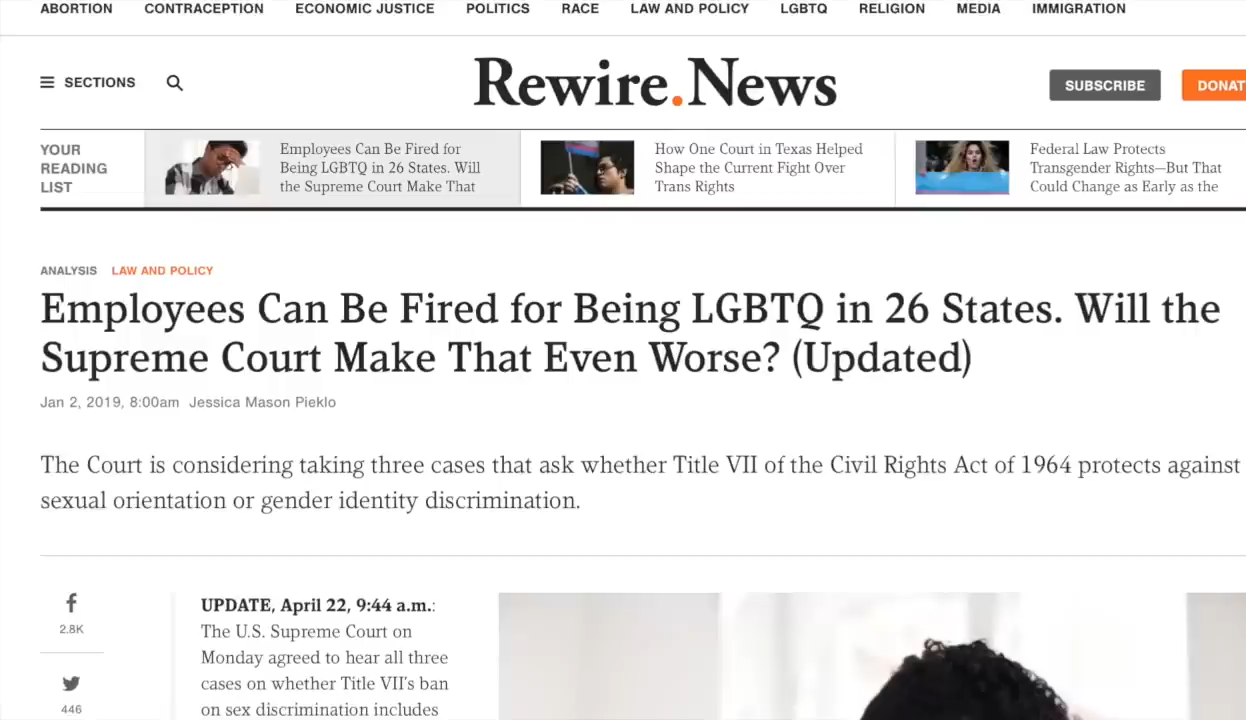 ABORTION CONTRACEPTION ECONOMIC JUSTICE POLITICS RACE LAW AND POLICY LGBTQ RELIGION MEDIA IMMIGRATION
SECTIONS
Rewire.News
SUBSCRIBE
DONAT
YOUR
READING
LIST
Employees Can Be Fired for
Being LGBTQ in 26 States. Will
the Supreme Court Make That
How One Court in Texas Helped
Shape the Current Fight Over
Trans Rights
Federal Law Protects
Transgender Rights—But That
Could Change as Early as the
ANALYSIS LAW AND POLICY
Employees Can Be Fired for Being LGBTQ in 26 States. Will the
Supreme Court Make That Even Worse? (Updated)
Jan 2, 2019, 8:00am Jessica Mason Pieklo
The Court is considering taking three cases that ask whether Title VII of the Civil Rights Act of 1964 protects against
sexual orientation or gender identity discrimination.
2.8K
446
UPDATE, April 22, 9:44 a.m.:
The U.S. Supreme Court on
Monday agreed to hear all three
cases on whether Title VII's ban
on sex discrimination includes